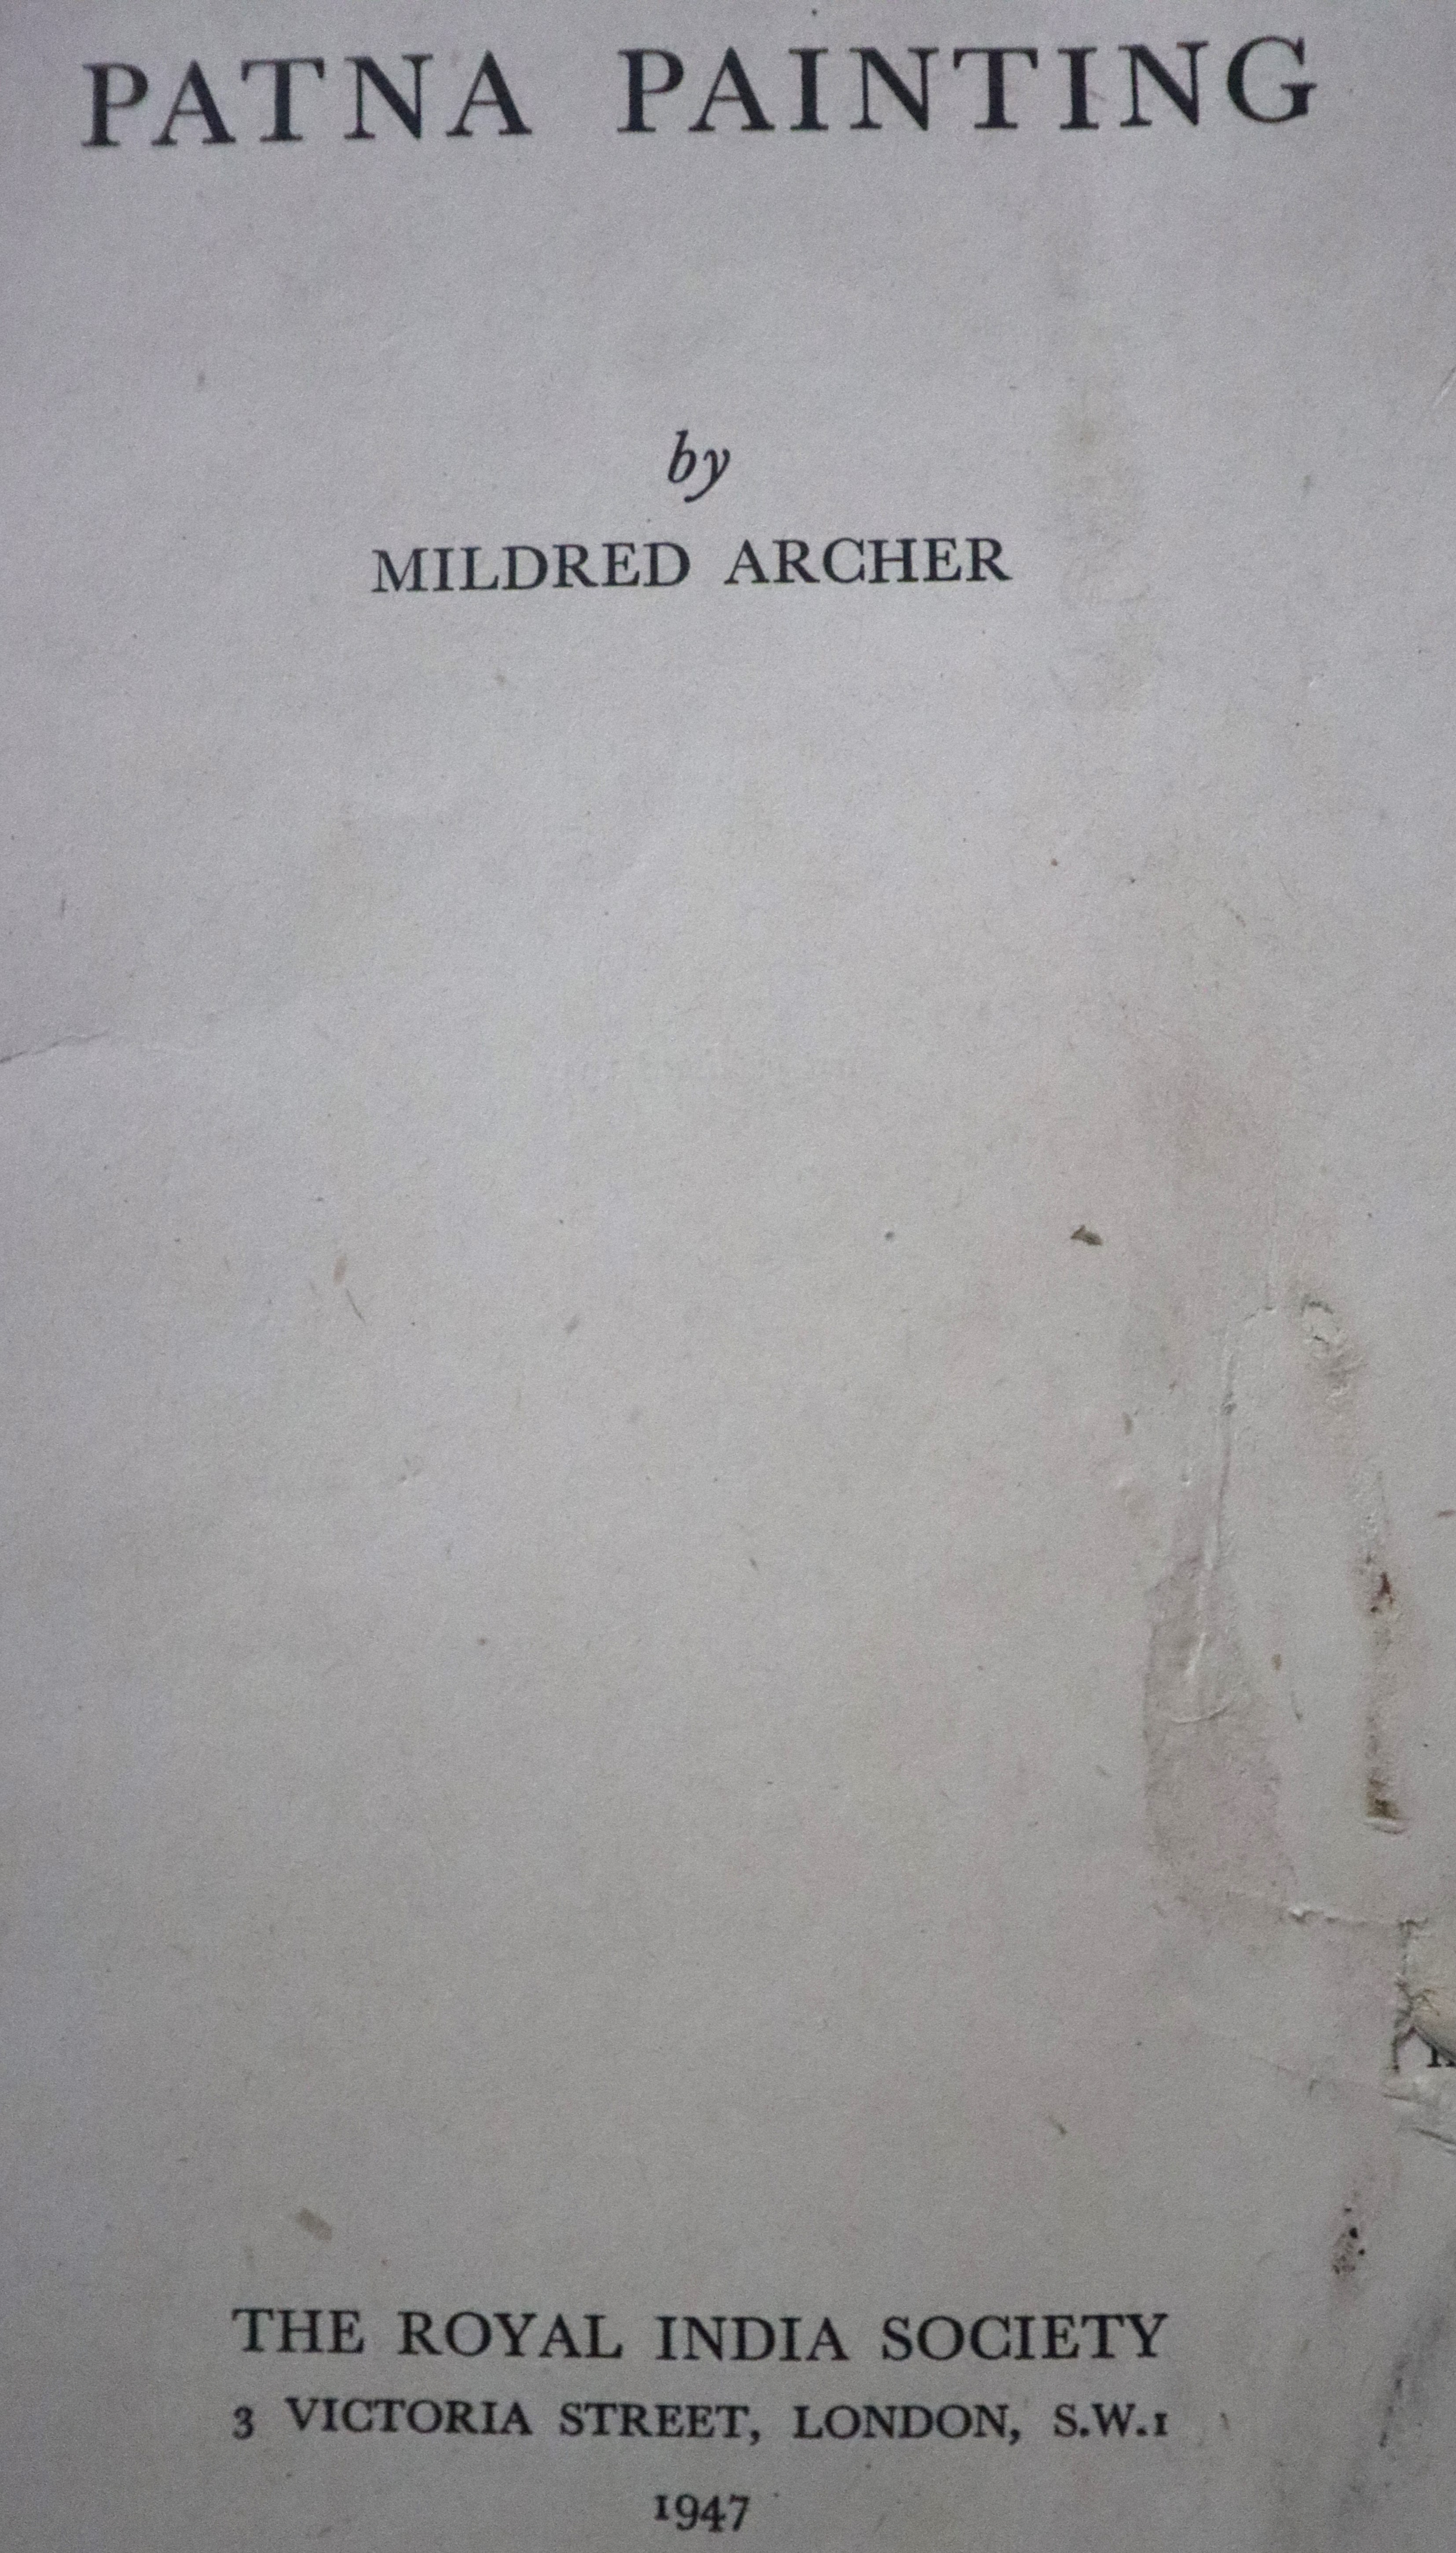 PATNA PAINTING
by
MILDRED ARCHER
THE ROYAL INDIA SOCIETY
3 VICTORIA STREET, LONDON, S.W.1
1947